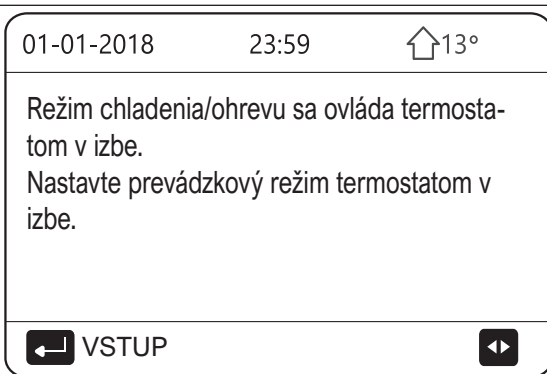 01-01-2018 23:59 13°
Režim chladenia/ohrevu sa ovláda termosta-
tom v izbe.
Nastavte prevádzkový režim termostatom v
izbe.
VSTUP